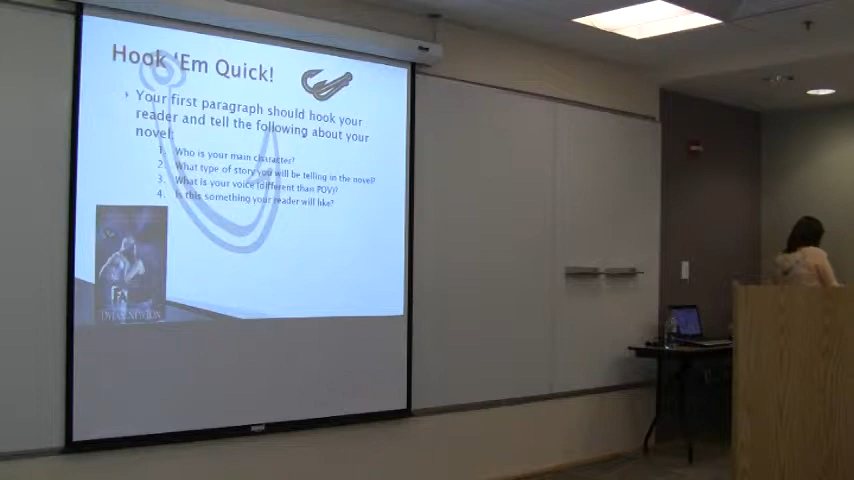 Hook 'Em Quick!
Your first paragraph should hook your
reader and tell the following about your
novel:
1. Who is your main character?
2. What type of story you will be telling in the novel?
3. What is your voice (different than POV)?
4. Is this something your reader will like?
NEWTON